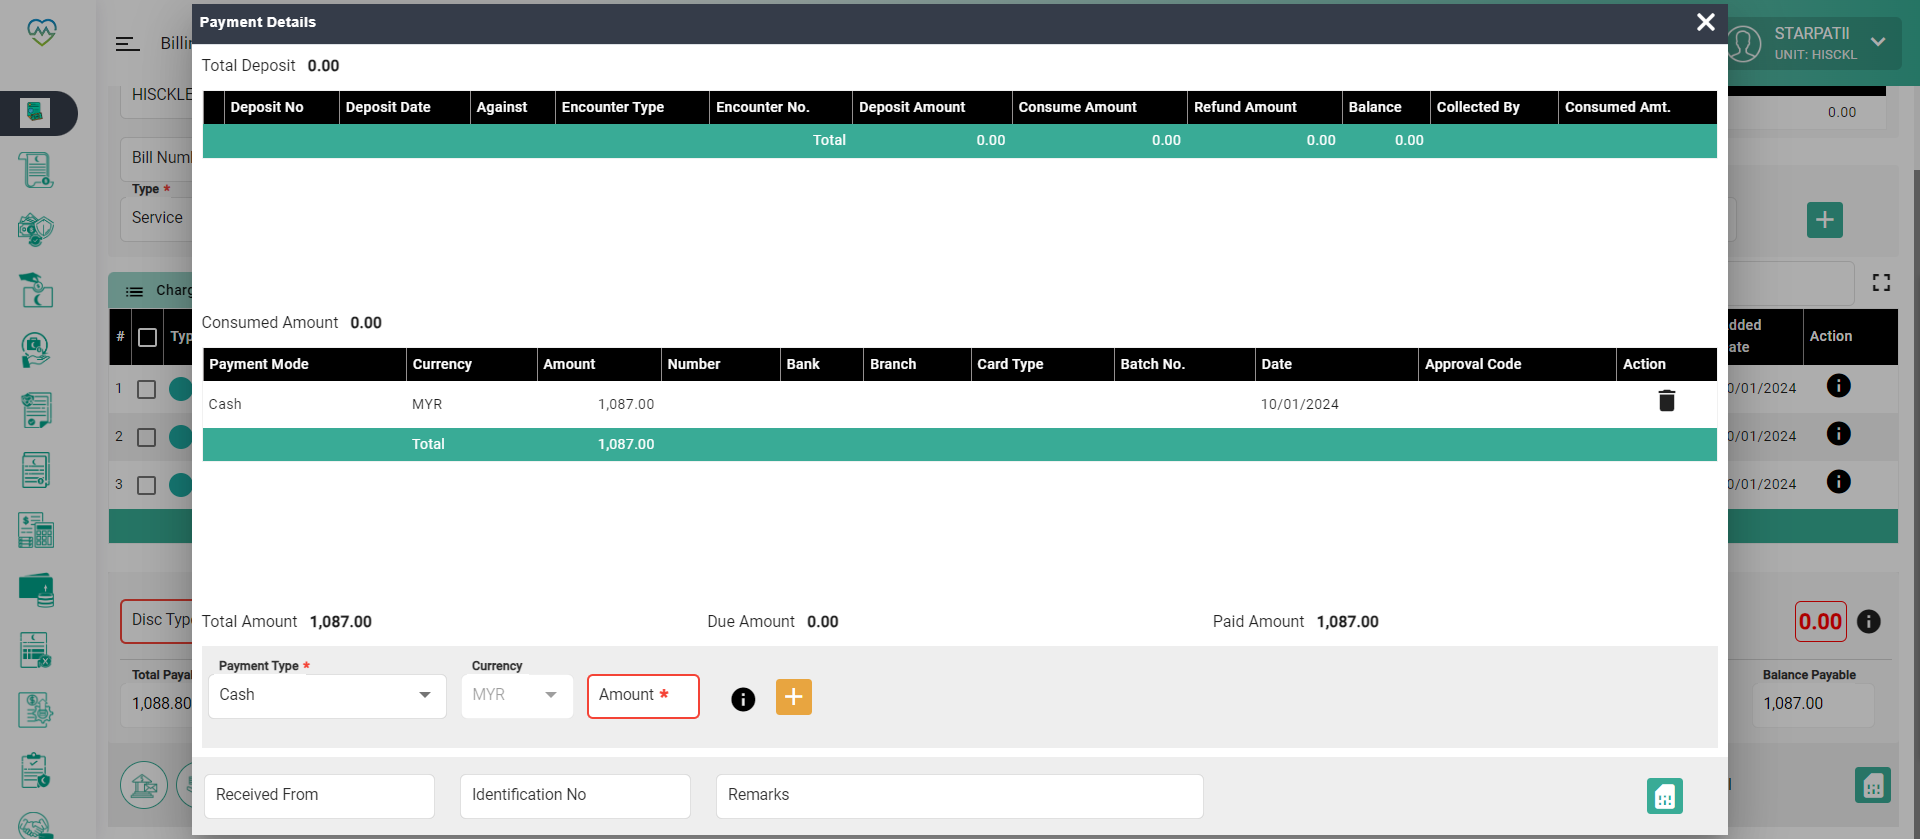 Payment Details
Billi
STARPATII
UNIT: HISCKL
Total Deposit 0.00
HISCKLE
Deposit No Deposit Date Against Encounter Type Encounter No. Deposit Amount Consume Amount Refund Amount Balance Collected By Consumed Amt.
0.00
Total 0.00 0.00 0.00 0.00
Bill Num
Type *
Service
Charg
Consumed Amount 0.00
# Typ
dded
ate
Action
Payment Mode Currency Amount Number Bank Branch Card Type Batch No. Date Approval Code Action
1
0/01/2024
Cash MYR 1,087.00 10/01/2024
2
0/01/2024
Total 1,087.00
3
0/01/2024
Total Amount 1,087.00 Due Amount 0.00 Paid Amount 1,087.00
Disc Type
0.00
Payment Type * Currency
Cash MYR Amount *
Total Payal
1,088.80
Balance Payable
1,087.00
Received From Identification No Remarks